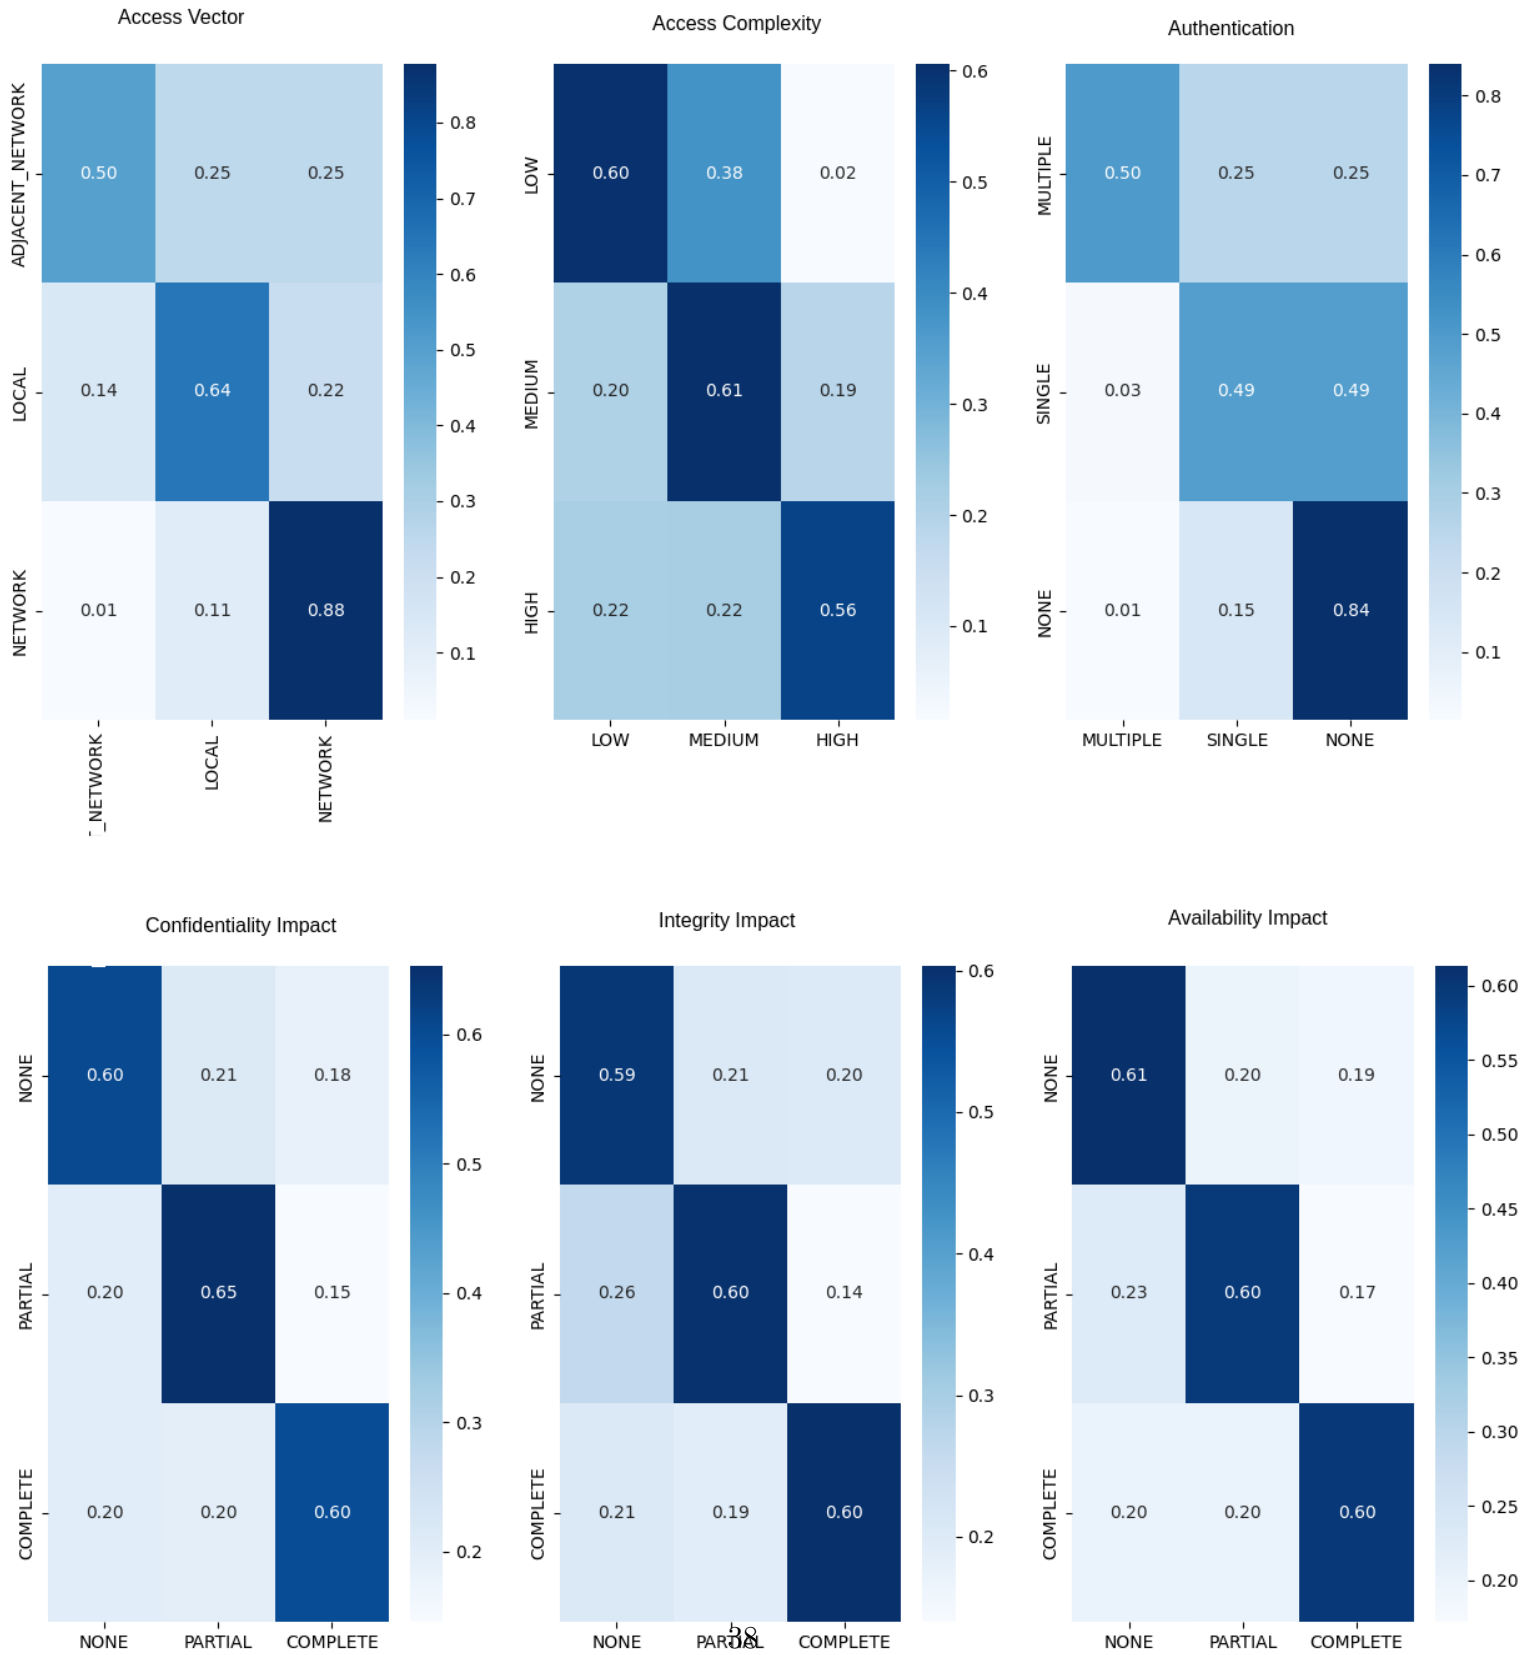 Access Vector
ADJACENT_NETWORK
LOCAL
NETWORK
0.50 0.25 0.25
0.14 0.64 0.22
0.01 0.11 0.88
T_NETWORK LOCAL NETWORK
0.8
0.7
0.6
0.5
0.4
0.3
0.2
0.1
Access Complexity
LOW
MEDIUM
HIGH
0.60 0.38 0.02
0.20 0.61 0.19
0.22 0.22 0.56
LOW MEDIUM HIGH
0.6
0.5
0.4
0.3
0.2
0.1
Authentication
MULTIPLE
SINGLE
NONE
0.50 0.25 0.25
0.03 0.49 0.49
0.01 0.15 0.84
MULTIPLE SINGLE NONE
0.8
0.7
0.6
0.5
0.4
0.3
0.2
0.1
Confidentiality Impact
NONE
PARTIAL
COMPLETE
0.60 0.21 0.18
0.20 0.65 0.15
0.20 0.20 0.60
NONE PARTIAL COMPLETE
0.6
0.5
0.4
0.3
0.2
Integrity Impact
NONE
PARTIAL
COMPLETE
0.59 0.21 0.20
0.26 0.60 0.14
0.21 0.19 0.60
NONE PARTIAL COMPLETE
0.6
0.5
0.4
0.3
0.2
Availability Impact
NONE
PARTIAL
COMPLETE
0.61 0.20 0.19
0.23 0.60 0.17
0.20 0.20 0.60
NONE PARTIAL COMPLETE
0.60
0.55
0.50
0.45
0.40
0.35
0.30
0.25
0.20
38